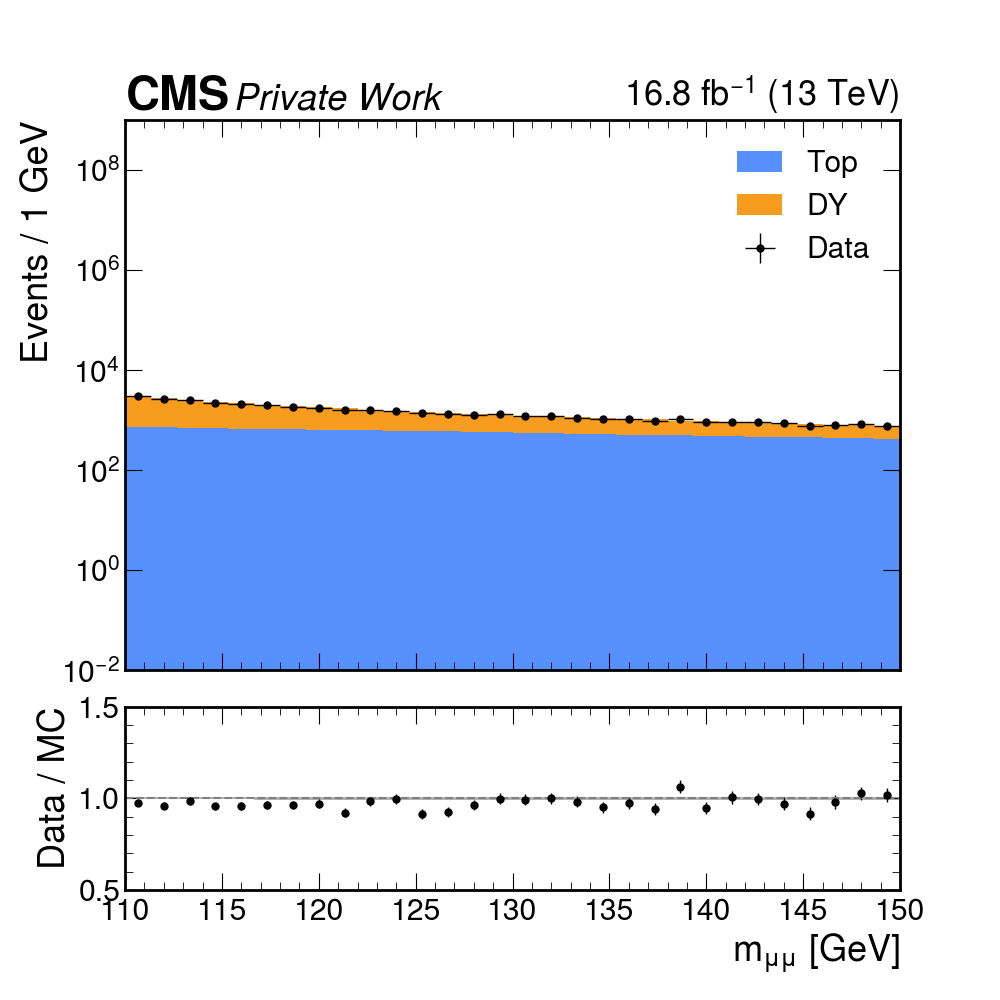 CMS Private Work 16.8 fb⁻¹ (13 TeV)
Events / 1 GeV
10⁸
10⁶
10⁴
10²
10⁰
10⁻²
Top
DY
Data
Data / MC
1.5
1.0
0.5
110 115 120 125 130 135 140 145 150
m_μμ [GeV]